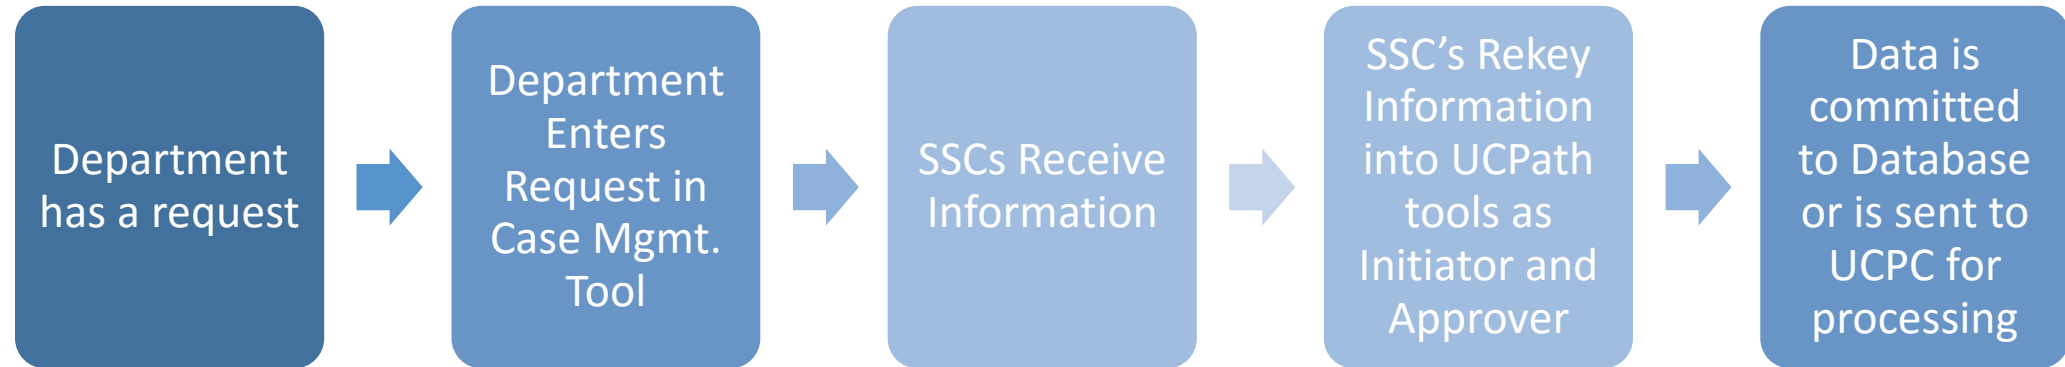 Department
has a request
Department
Enters
Request in
Case Mgmt.
Tool
SSCs Receive
Information
SSC’s Rekey
Information
into UCPath
tools as
Initiator and
Approver
Data is
committed
to Database
or is sent to
UCPC for
processing